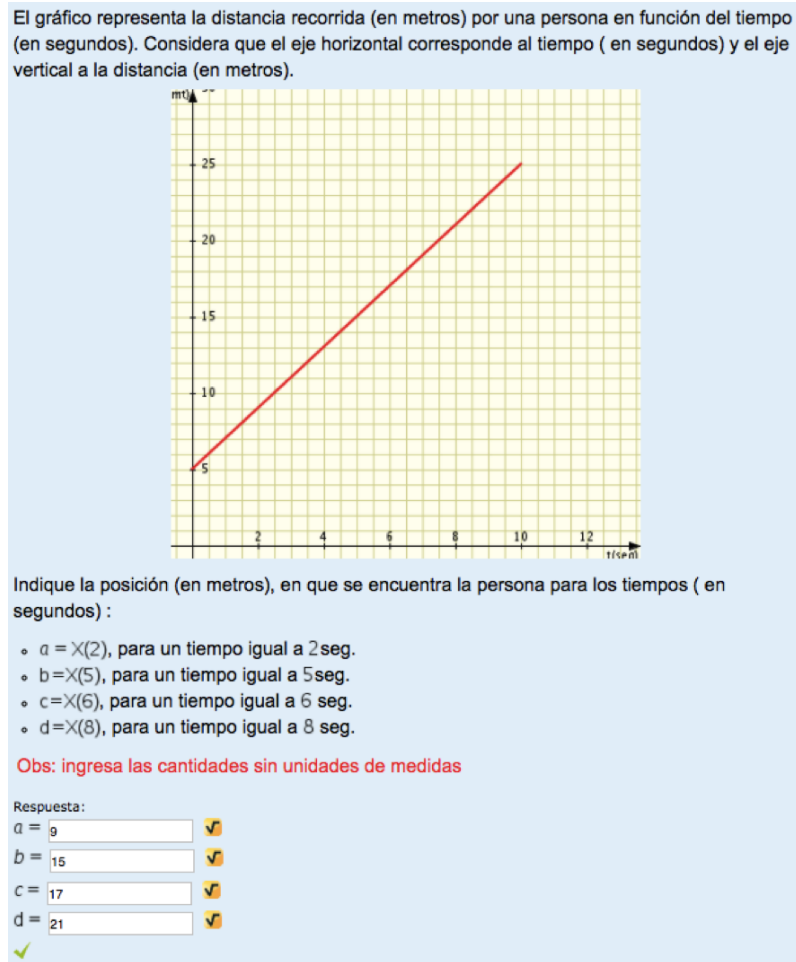 El gráfico representa la distancia recorrida (en metros) por una persona en función del tiempo
(en segundos). Considera que el eje horizontal corresponde al tiempo ( en segundos) y el eje
vertical a la distancia (en metros).
mt)
25
20
15
10
5
2 4 6 8 10 12
t(seg)
Indique la posición (en metros), en que se encuentra la persona para los tiempos ( en
segundos) :
a = X(2), para un tiempo igual a 2seg.
b=X(5), para un tiempo igual a 5seg.
c=X(6), para un tiempo igual a 6 seg.
d=X(8), para un tiempo igual a 8 seg.
Obs: ingresa las cantidades sin unidades de medidas
Respuesta:
a = 9
b = 15
c = 17
d = 21